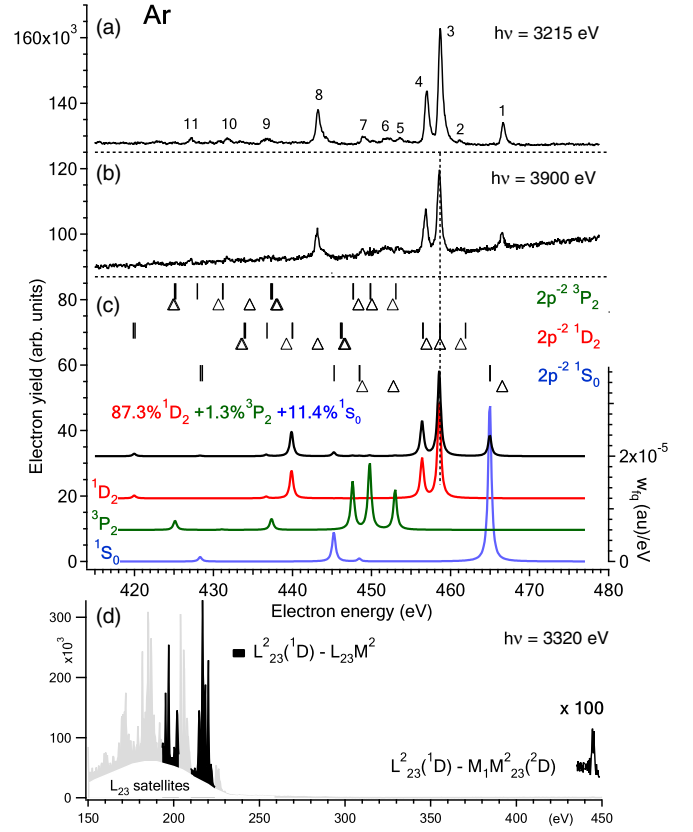 Ar
(a)
hν = 3215 eV
160x10³
140
11
10
9
8
7
6
5
4
3
2
1
(b)
hν = 3900 eV
120
100
(c)
2p⁻² ³P₂
2p⁻² ¹D₂
2p⁻² ¹S₀
80
60
40
20
0
Electron yield (arb. units)
87.3%¹D₂ +1.3%³P₂ +11.4%¹S₀
¹D₂
³P₂
¹S₀
2x10⁻⁵
0
w_fq (au)/eV
420
430
440
450
460
470
480
Electron energy (eV)
(d)
hν = 3320 eV
300
x10³
200
100
0
L²₂₃(¹D) - L₂₃M²
x 100
L²₂₃(¹D) - M₁M²₂₃(²D)
L₂₃ satellites
150
200
250
300
350
400
(eV)
450